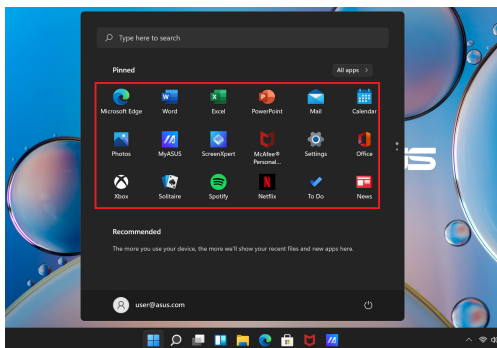 Type here to search
Pinned
All apps >
Microsoft Edge Word Excel PowerPoint Mail Calendar
Photos MyASUS ScreenXpert McAfee® Settings Office
Personal...
Xbox Solitaire Spotify Netflix To Do News
Recommended
The more you use your device, the more we'll show your recent files and new apps here.
user@asus.com